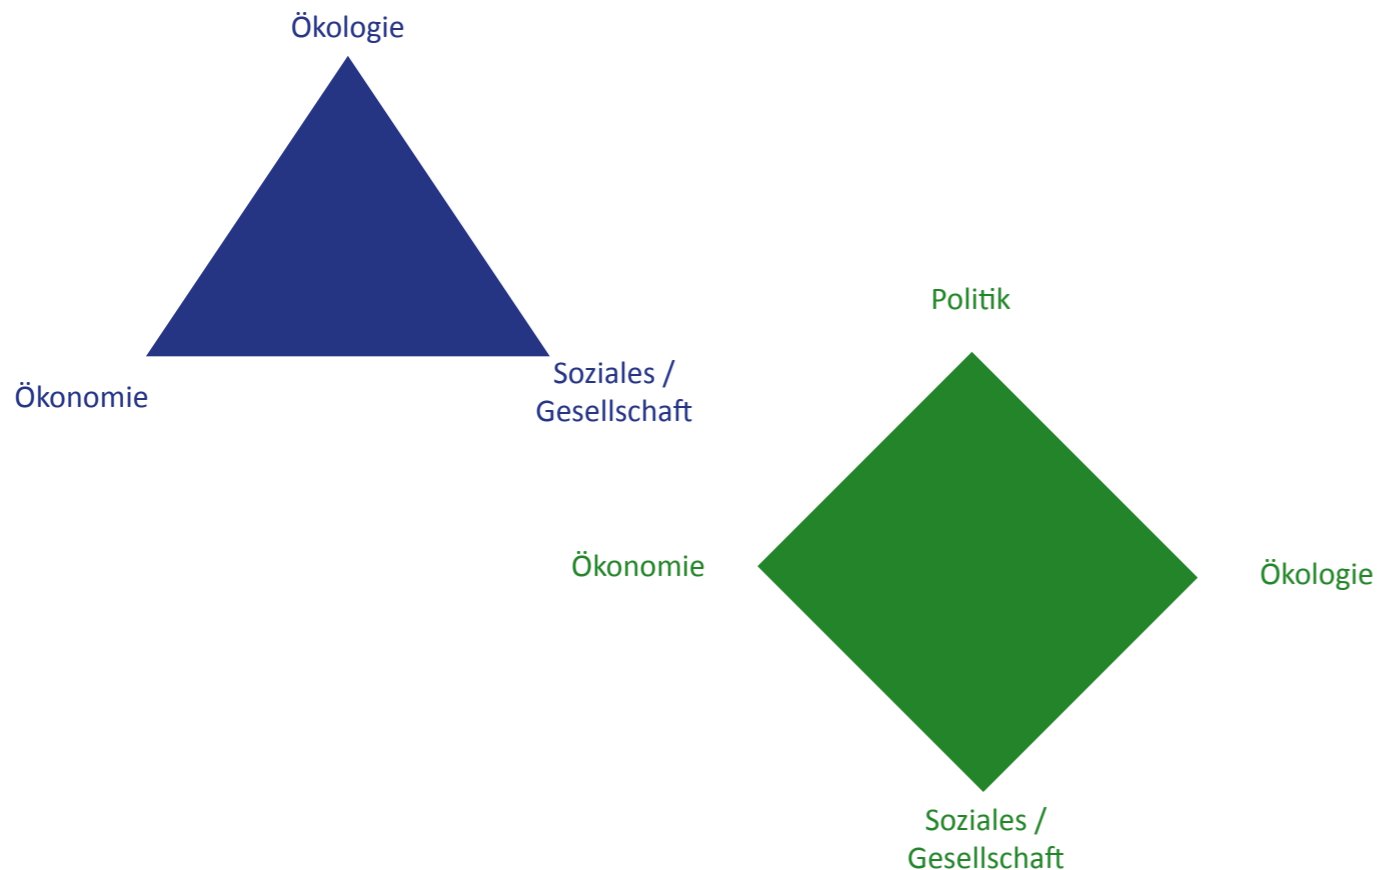 Ökologie
Ökonomie
Soziales /
Gesellschaft
Politik
Ökonomie
Ökologie
Soziales /
Gesellschaft